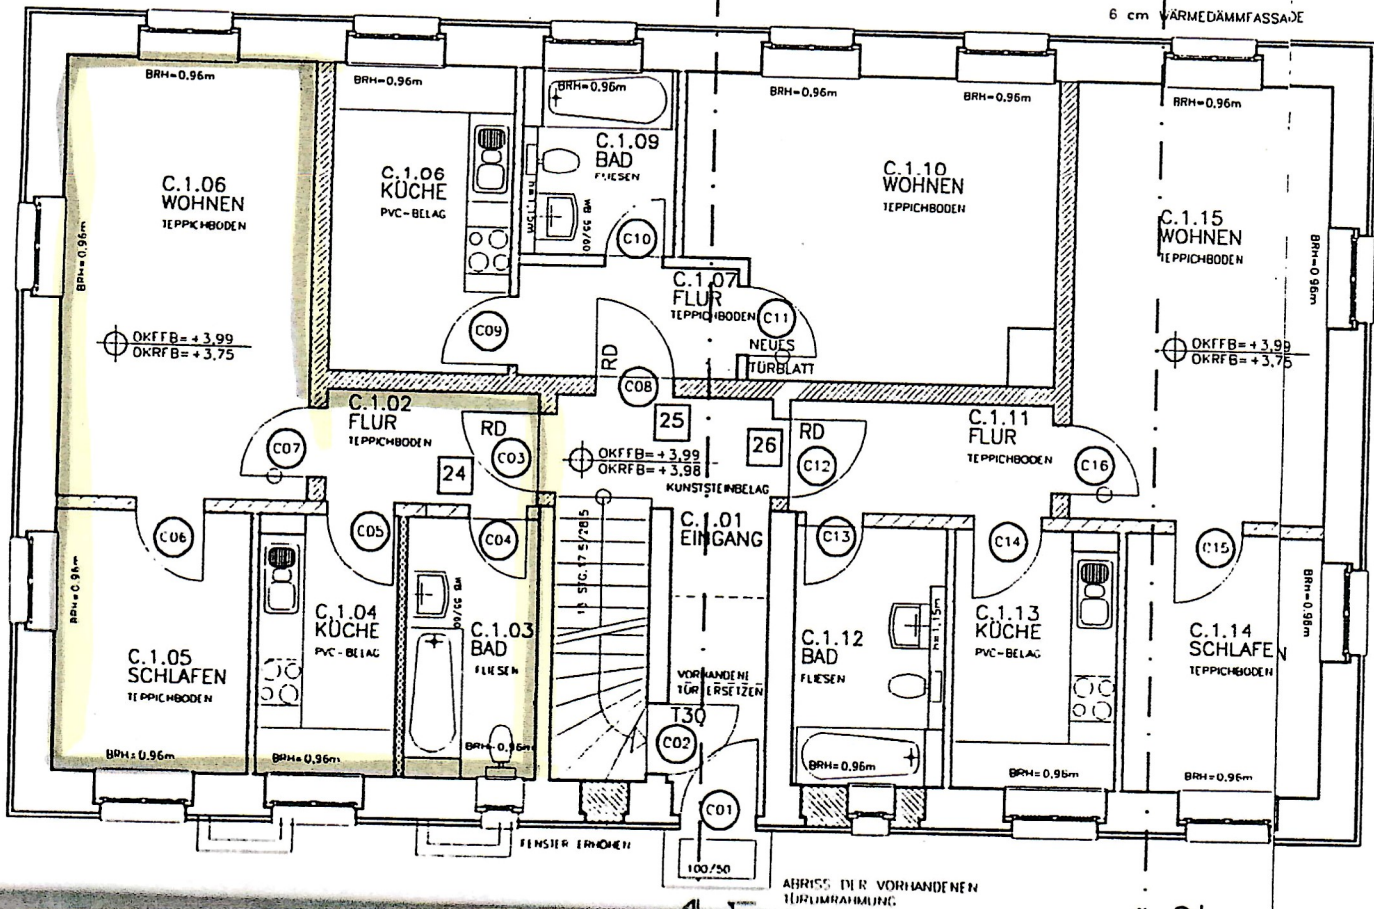 6 cm WÄRMEDÄMMFASSADE
BRH=0.96m
BRH=0.96m
BRH=0.96m
BRH=0.96m
BRH=0.96m
BRH=0.96m
C.1.06
WOHNEN
TEPPICHBODEN
C.1.06
KÜCHE
PVC-BELAG
C.1.09
BAD
FLIESEN
WB 55/60
C10
C.1.10
WOHNEN
TEPPICHBODEN
C.1.15
WOHNEN
TEPPICHBODEN
BRH=0.96m
BRH=0.96m
C.1.07
FLUR
TEPPICHBODEN
C09
C11
NEUES
TÜRBLATT
OKFFB=+3,99
OKRFB=+3,75
OKFFB=+3,99
OKRFB=+3,75
RD
C08
C.1.02
FLUR
TEPPICHBODEN
C07
RD
C03
24
25
26
OKFFB=+3,99
OKRFB=+3,98
KUNSTSTEINBELAG
RD
C12
C.1.11
FLUR
TEPPICHBODEN
C16
C06
C05
C04
C.1.01
EINGANG
C13
C14
C15
BRH=0.96m
BRH=0.96m
C.1.05
SCHLAFEN
TEPPICHBODEN
C.1.04
KÜCHE
PVC-BELAG
WB 55/60
C.1.03
BAD
FLIESEN
VORHANDENE
TÜR ERSETZEN
T30
C02
C01
C.1.12
BAD
FLIESEN
h=1.15m
C.1.13
KÜCHE
PVC-BELAG
C.1.14
SCHLAFEN
TEPPICHBODEN
BRH=0.96m
BRH=0.96m
BRH=0.96m
BRH=0.96m
BRH=0.96m
BRH=0.96m
FENSTER ERHÖHEN
100/50
ABRISS DER VORHANDENEN
TÜRUMRAHMUNG